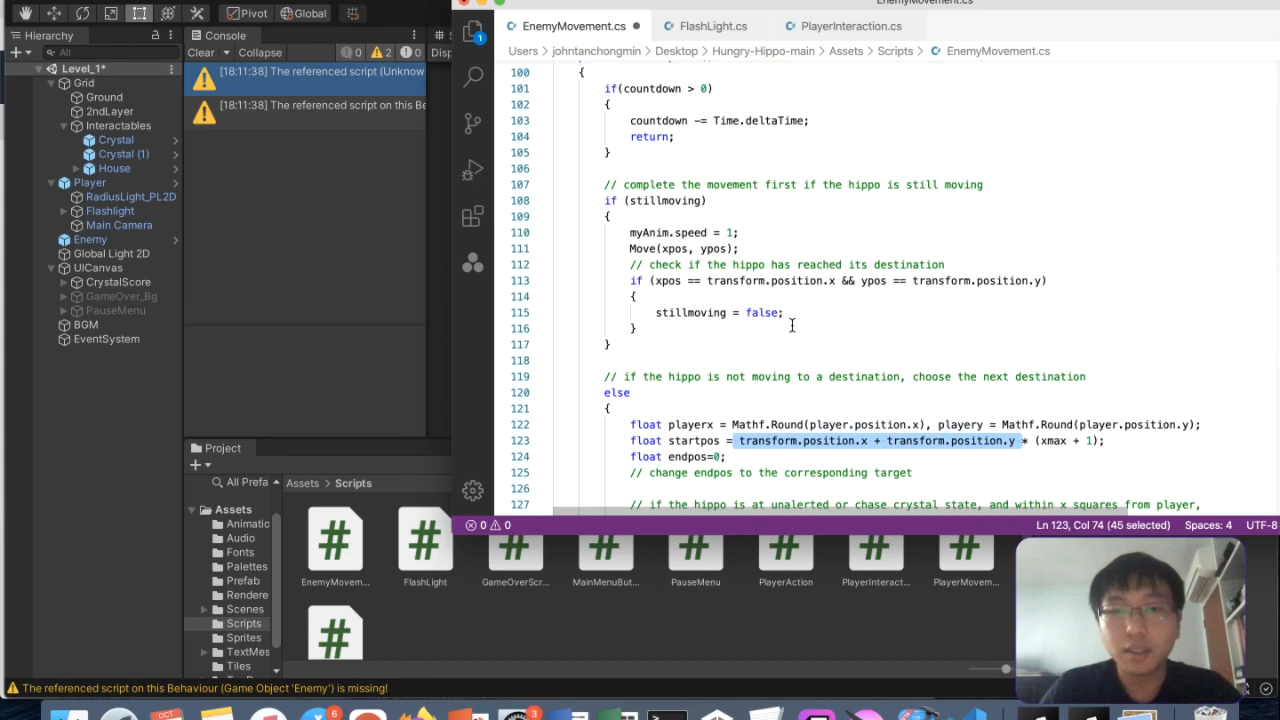 Pivot
Global
Hierarchy
All
Level_1*
Grid
Ground
2ndLayer
Interactables
Crystal
Crystal (1)
House
Player
RadiusLight_PL2D
Flashlight
Main Camera
Enemy
Global Light 2D
UICanvas
CrystalScore
GameOver_Bg
PauseMenu
BGM
EventSystem
Console
Clear
Collapse
0
2
0
Disp
[18:11:38] The referenced script (Unknow
[18:11:38] The referenced script on this Be
EnemyMovement.cs
EnemyMovement.cs
FlashLight.cs
PlayerInteraction.cs
Users > johntanchongmin > Desktop > Hungry-Hippo-main > Assets > Scripts > EnemyMovement.cs
1
100 {
101 if(countdown > 0)
102 {
103 countdown -= Time.deltaTime;
104 return;
105 }
106
107 // complete the movement first if the hippo is still moving
108 if (stillmoving)
109 {
110 myAnim.speed = 1;
111 Move(xpos, ypos);
112 // check if the hippo has reached its destination
113 if (xpos == transform.position.x && ypos == transform.position.y)
114 {
115 stillmoving = false;
116 }
117 }
118
119 // if the hippo is not moving to a destination, choose the next destination
120 else
121 {
122 float playerx = Mathf.Round(player.position.x), playery = Mathf.Round(player.position.y);
123 float startpos = transform.position.x + transform.position.y * (xmax + 1);
124 float endpos=0;
125 // change endpos to the corresponding target
126
127 // if the hippo is at unalerted or chase crystal state, and within x squares from player,
0 0
Ln 123, Col 74 (45 selected)
Spaces: 4
UTF-8
Project
All Prefa
Assets
Animatic
Audio
Fonts
Palettes
Prefab
Rendere
Scenes
Scripts
Sprites
TextMes
Tiles
Assets > Scripts
EnemyMovem...
FlashLight
GameOverScr...
MainMenuBut...
PauseMenu
PlayerAction
PlayerInteract...
PlayerMovem...
The referenced script on this Behaviour (Game Object 'Enemy') is missing!
OCT
6
3